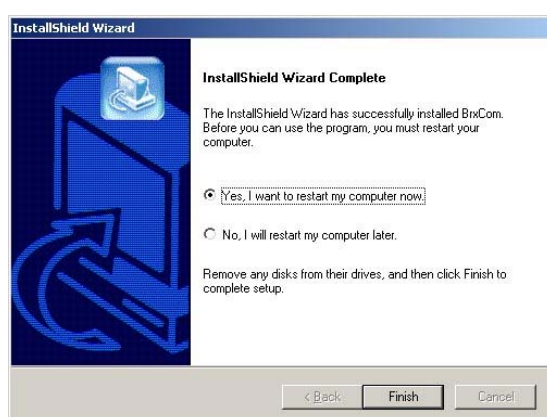 InstallShield Wizard
InstallShield Wizard Complete
The InstallShield Wizard has successfully installed BrxCom.
Before you can use the program, you must restart your
computer.
Yes, I want to restart my computer now.
No, I will restart my computer later.
Remove any disks from their drives, and then click Finish to
complete setup.
< Back
Finish
Cancel